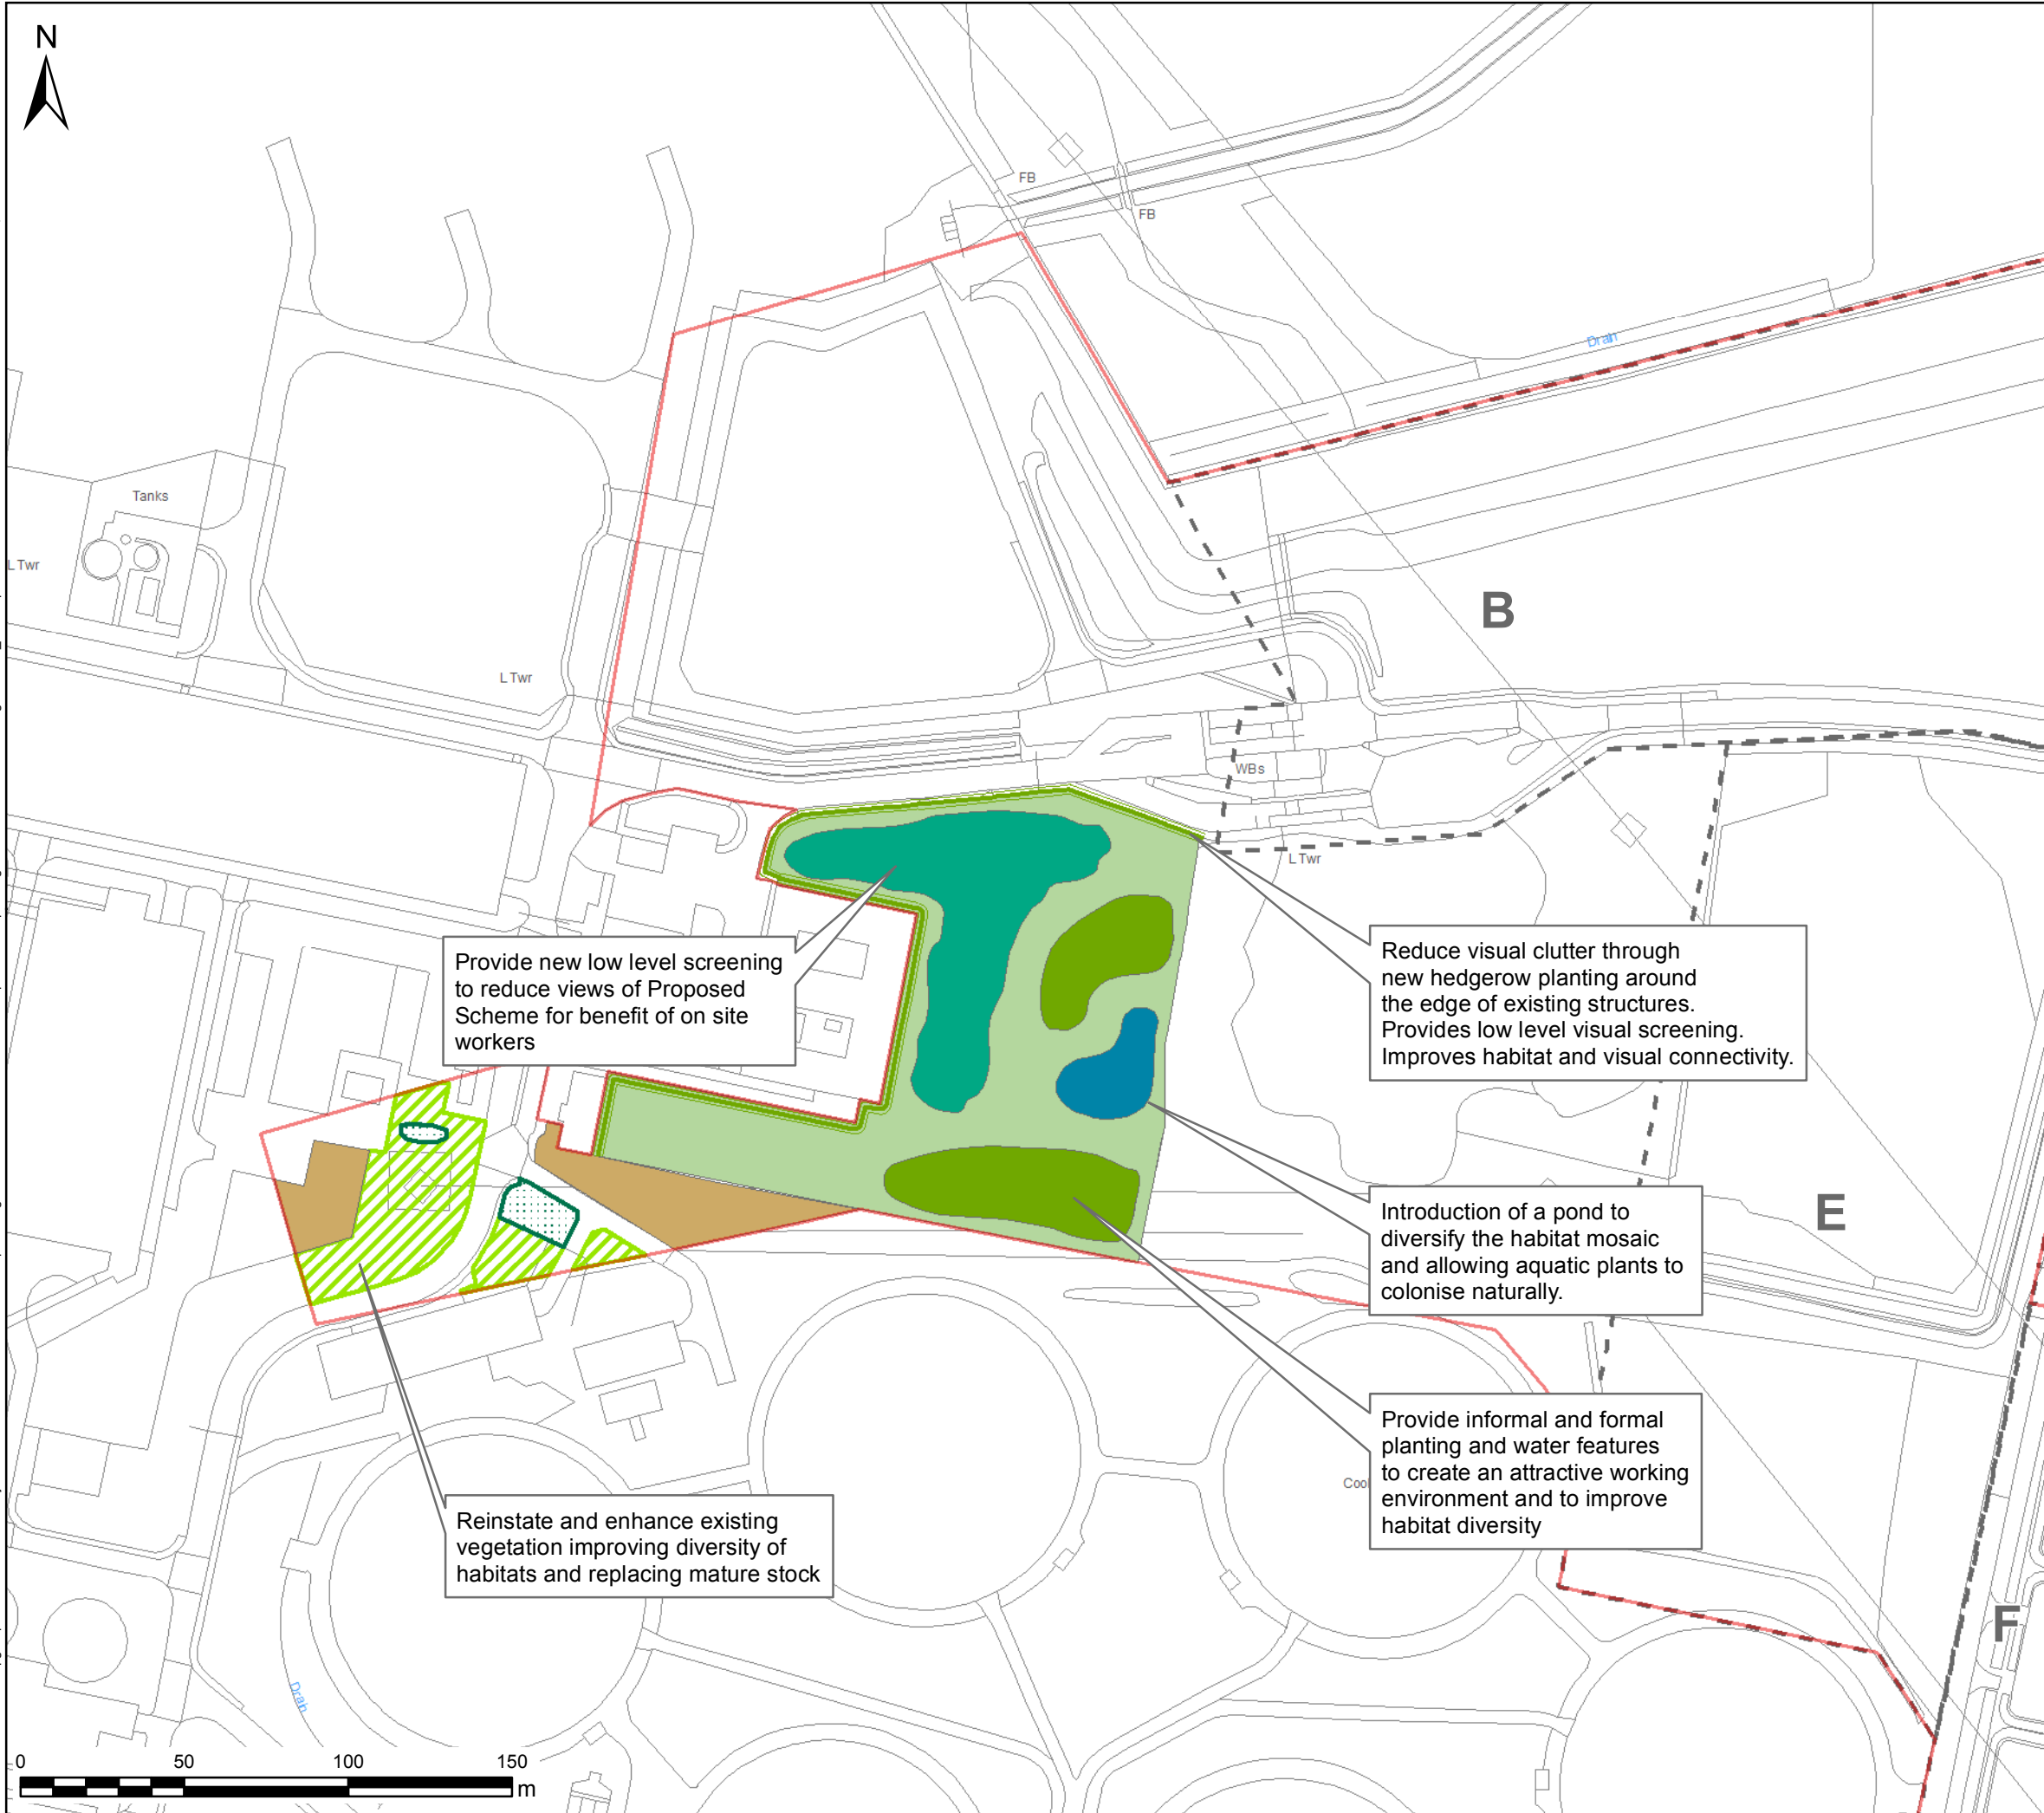 N
FB
FB
Drain
Tanks
L Twr
B
L Twr
WBs
L Twr
Provide new low level screening
to reduce views of Proposed
Scheme for benefit of on site
workers
Reduce visual clutter through
new hedgerow planting around
the edge of existing structures.
Provides low level visual screening.
Improves habitat and visual connectivity.
Introduction of a pond to
diversify the habitat mosaic
and allowing aquatic plants to
colonise naturally.
E
Provide informal and formal
planting and water features
to create an attractive working
environment and to improve
habitat diversity
Reinstate and enhance existing
vegetation improving diversity of
habitats and replacing mature stock
F
Drain
0 50 100 150
m